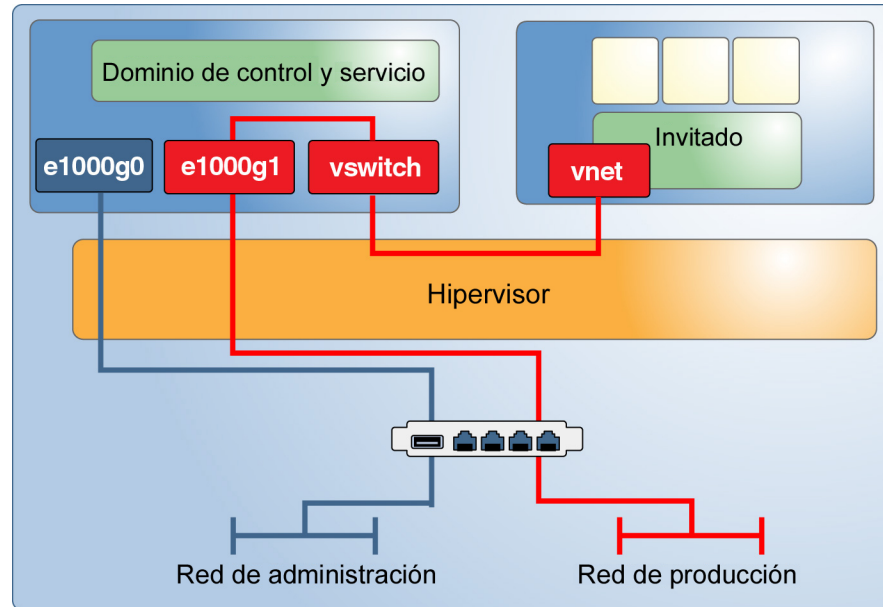 Dominio de control y servicio
Invitado
e1000g0
e1000g1
vswitch
vnet
Hipervisor
Red de administración
Red de producción